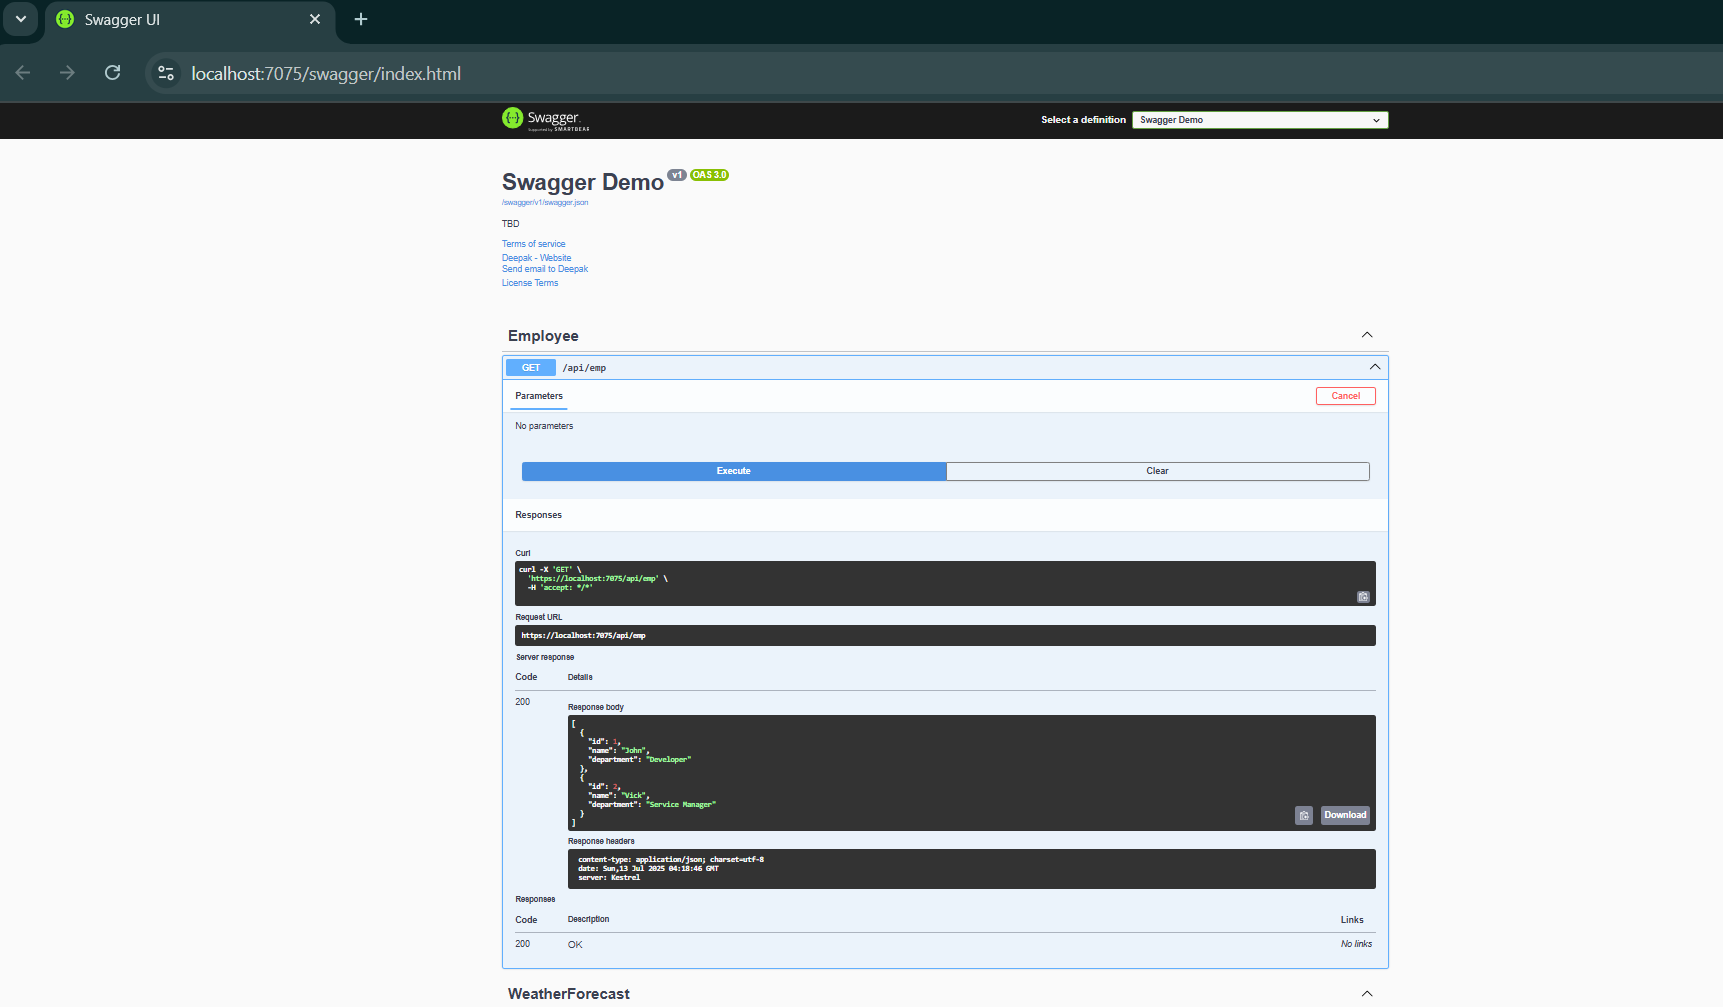 Swagger UI
localhost:7075/swagger/index.html
Swagger.
Supported by SMARTBEAR
Select a definition
Swagger Demo
Swagger Demo v1 OAS 3.0
/swagger/v1/swagger.json
TBD
Terms of service
Deepak - Website
Send email to Deepak
License Terms
Employee
GET /api/emp
Parameters
Cancel
No parameters
Execute
Clear
Responses
Curl
curl -X 'GET' \
'https://localhost:7075/api/emp' \
-H 'accept: */*'
Request URL
https://localhost:7075/api/emp
Server response
Code Details
200
Response body
[
{
"id": 1,
"name": "John",
"department": "Developer"
},
{
"id": 2,
"name": "Vick",
"department": "Service Manager"
}
]
Download
Response headers
content-type: application/json; charset=utf-8
date: Sun,13 Jul 2025 04:18:46 GMT
server: Kestrel
Responses
Code Description Links
200 OK No links
WeatherForecast